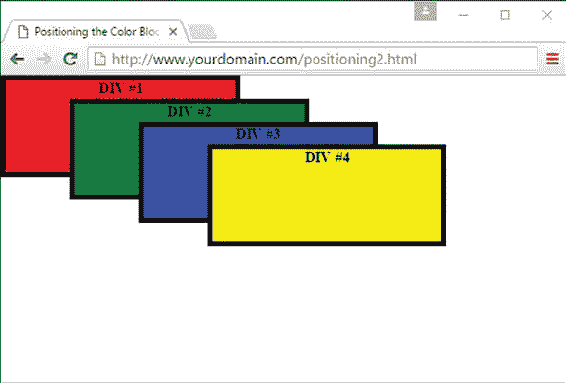 Positioning the Color Bloc
http://www.yourdomain.com/positioning2.html
DIV #1
DIV #2
DIV #3
DIV #4